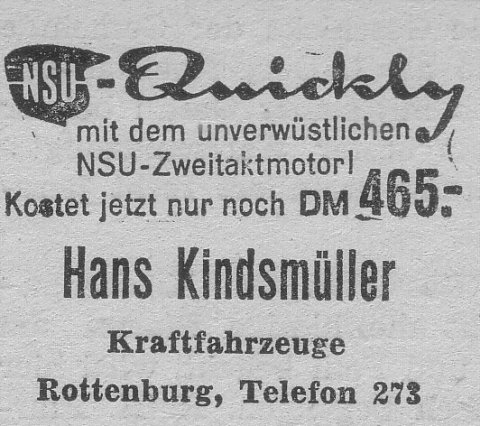 NSU-Quickly
mit dem unverwüstlichen
NSU-Zweitaktmotor!
Kostet jetzt nur noch DM 465.-
Hans Kindsmüller
Kraftfahrzeuge
Rottenburg, Telefon 273